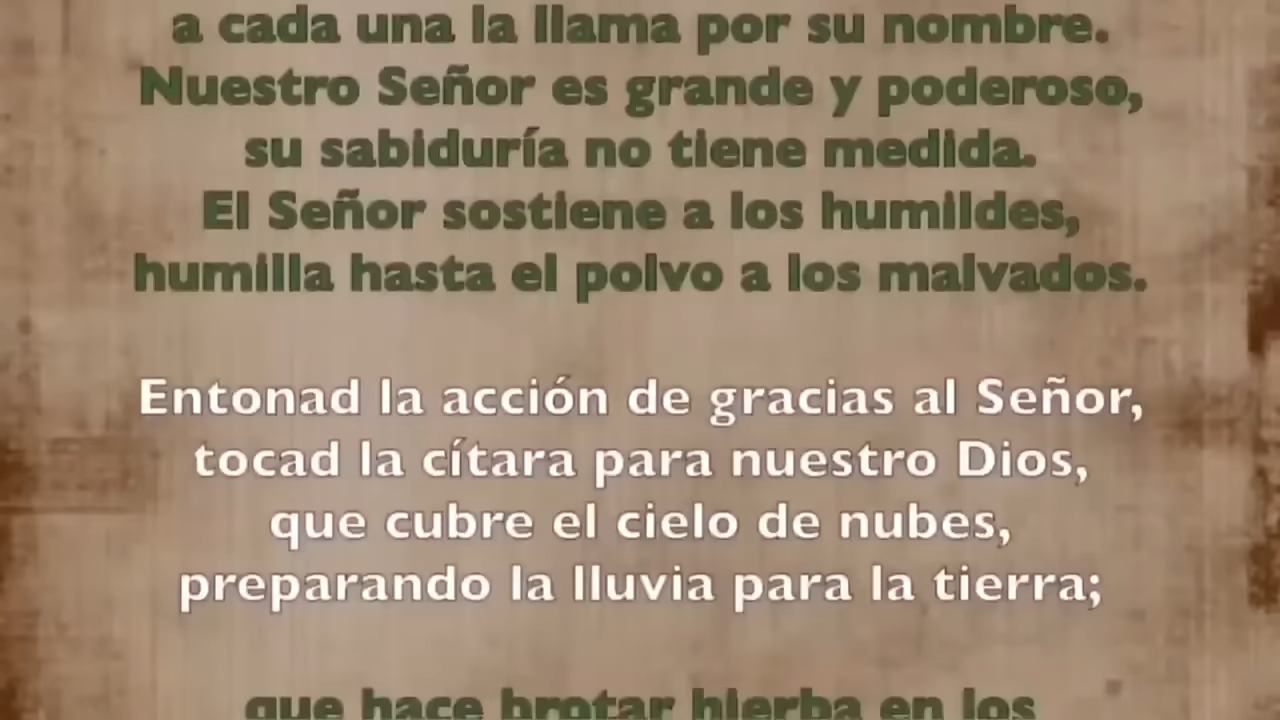 a cada una la llama por su nombre.
Nuestro Señor es grande y poderoso,
su sabiduría no tiene medida.
El Señor sostiene a los humildes,
humilla hasta el polvo a los malvados.
Entonad la acción de gracias al Señor,
tocad la cítara para nuestro Dios,
que cubre el cielo de nubes,
preparando la lluvia para la tierra;
que hace brotar hierba en los